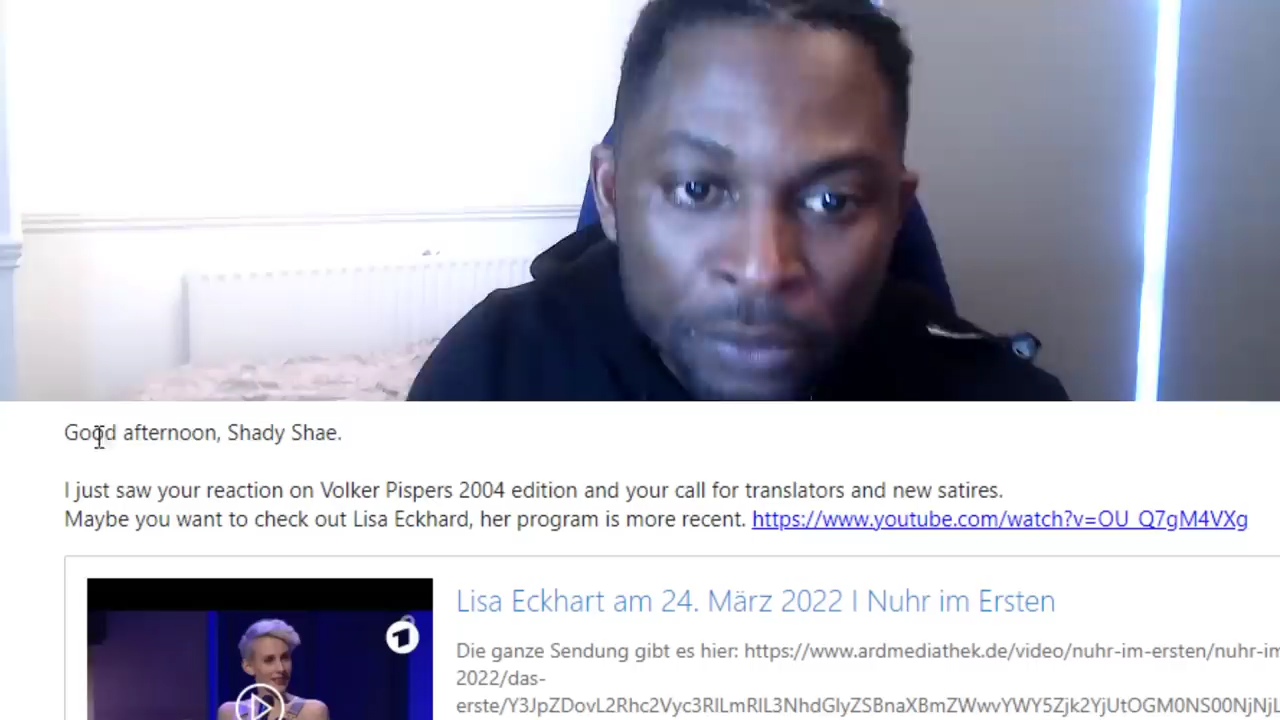 Good afternoon, Shady Shae.
I just saw your reaction on Volker Pispers 2004 edition and your call for translators and new satires.
Maybe you want to check out Lisa Eckhard, her program is more recent. https://www.youtube.com/watch?v=OU_Q7gM4VXg
Lisa Eckhart am 24. März 2022 I Nuhr im Ersten
Die ganze Sendung gibt es hier: https://www.ardmediathek.de/video/nuhr-im-ersten/nuhr-im
2022/das-